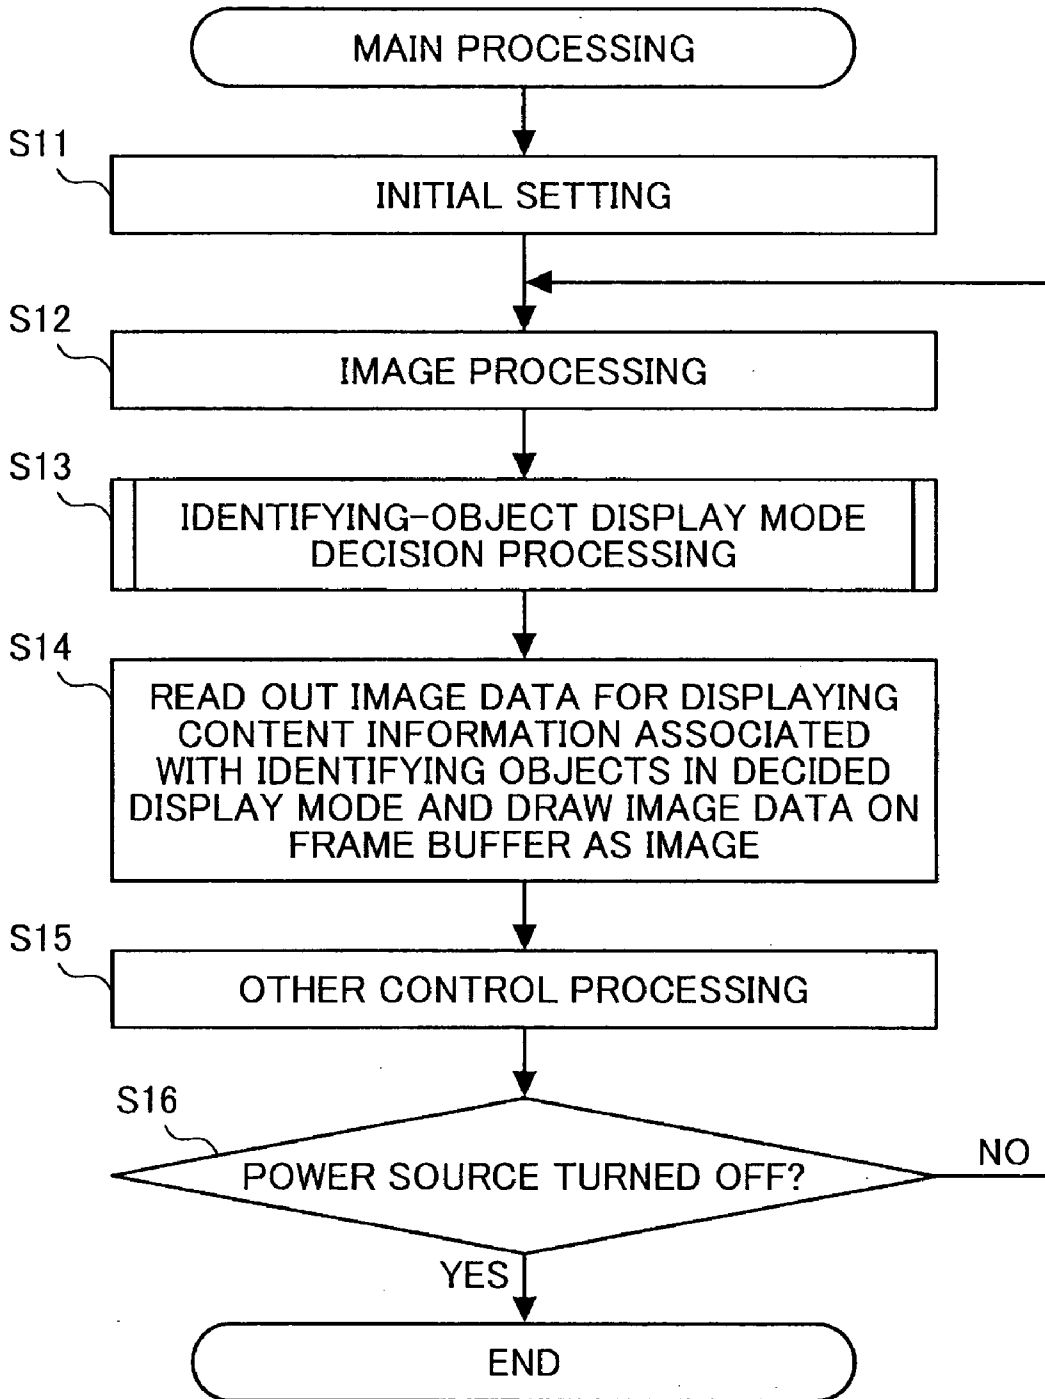 MAIN PROCESSING
S11
INITIAL SETTING
S12
IMAGE PROCESSING
S13
IDENTIFYING-OBJECT DISPLAY MODE
DECISION PROCESSING
S14
READ OUT IMAGE DATA FOR DISPLAYING
CONTENT INFORMATION ASSOCIATED
WITH IDENTIFYING OBJECTS IN DECIDED
DISPLAY MODE AND DRAW IMAGE DATA ON
FRAME BUFFER AS IMAGE
S15
OTHER CONTROL PROCESSING
S16
POWER SOURCE TURNED OFF?
NO
YES
END